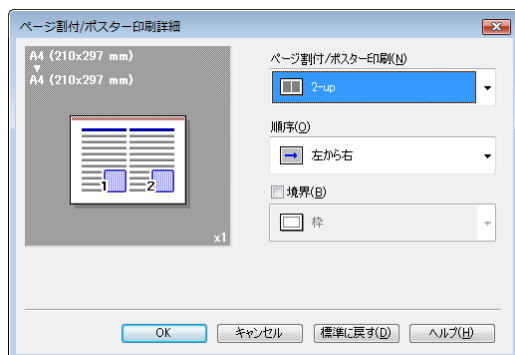 ページ割付/ポスター印刷詳細
A4 (210x297 mm)
A4 (210x297 mm)
1 2
x1
ページ割付/ポスター印刷(N)
2-up
順序(O)
左から右
境界(B)
枠
OK
キャンセル
標準に戻す(D)
ヘルプ(H)